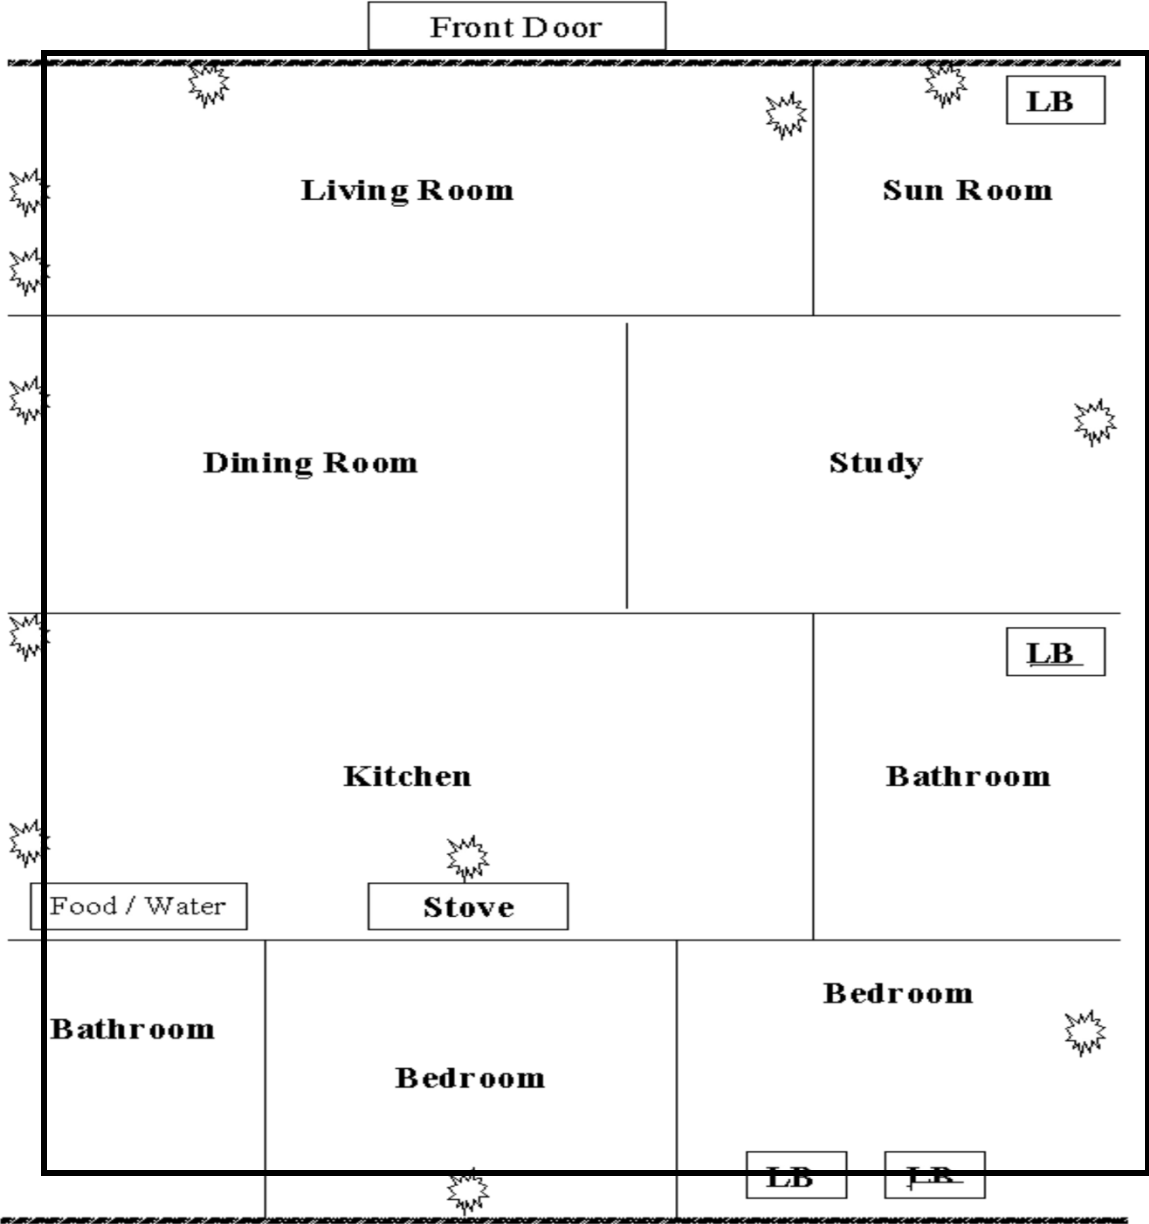 Front Door
LB
Living Room
Sun Room
Dining Room
Study
LB
Kitchen
Bathroom
Food / Water
Stove
Bedroom
Bathroom
Bedroom
LB
LB